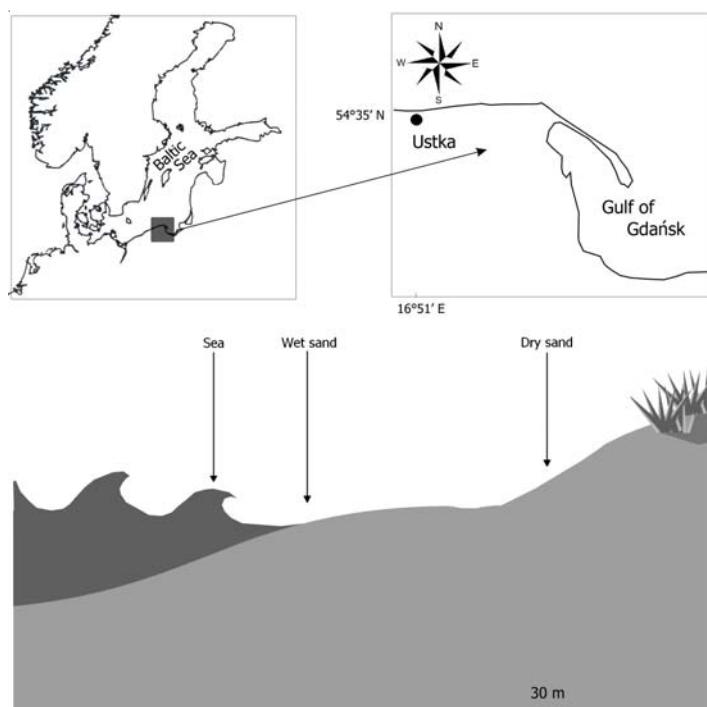 Baltic
Sea
N
W
E
S
54°35' N
Ustka
Gulf of
Gdańsk
16°51' E
Sea
Wet sand
Dry sand
30 m